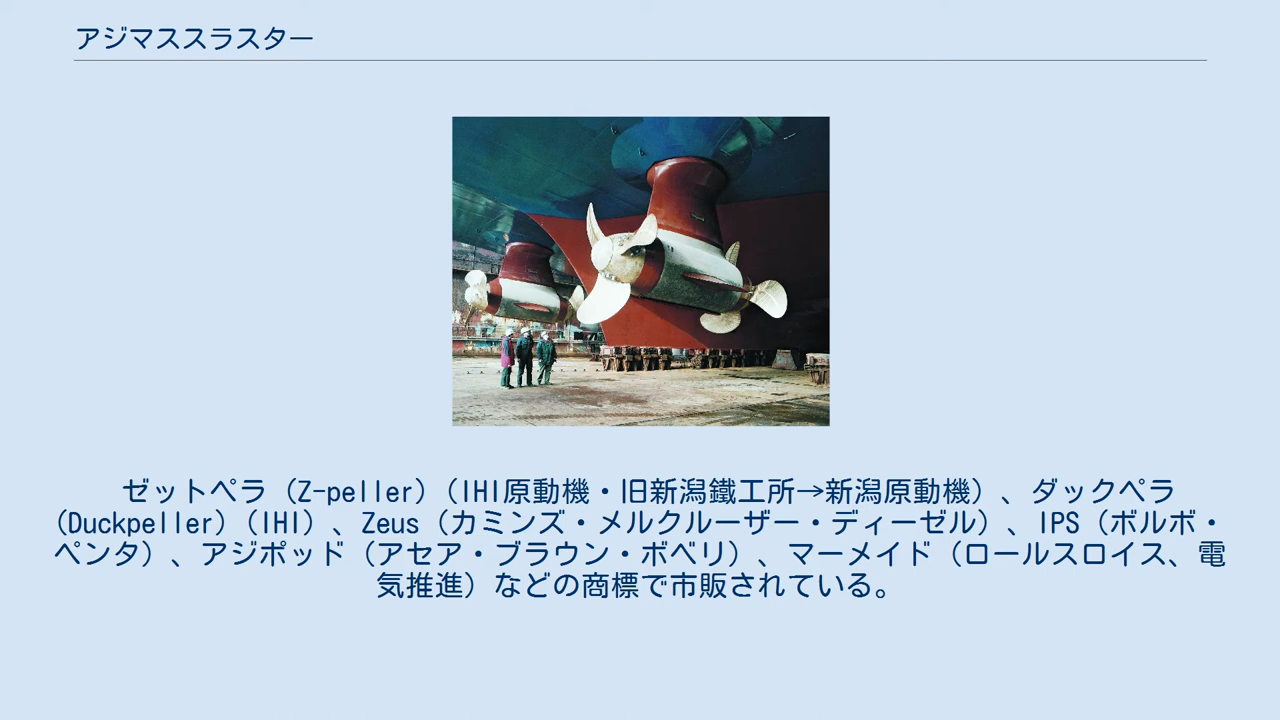 アジマススラスター
ゼットペラ（Z-peller）（IHI原動機・旧新潟鐵工所→新潟原動機）、ダックペラ
（Duckpeller）（IHI）、Zeus（カミンズ・メルクルーザー・ディーゼル）、IPS（ボルボ・
ペンタ）、アジポッド（アセア・ブラウン・ボベリ）、マーメイド（ロールスロイス、電
気推進）などの商標で市販されている。